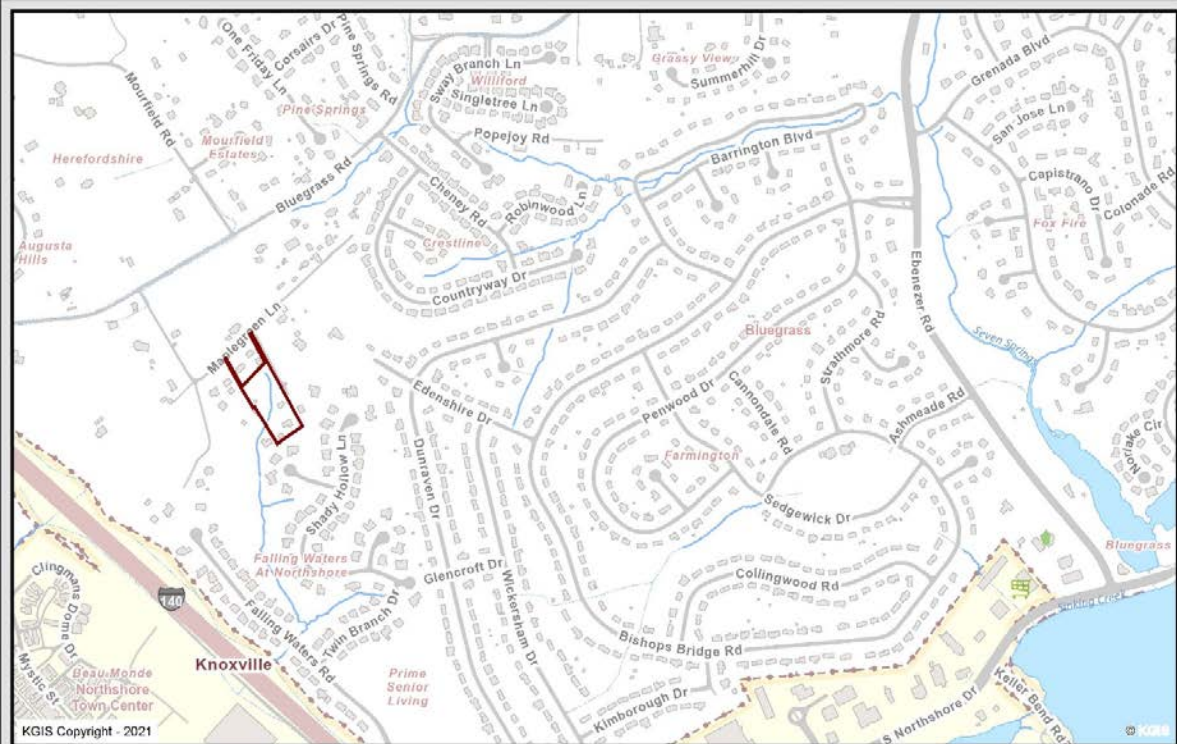 One Friday Ln
Corsairs Dr
Pine Springs Rd
Sway Branch Ln
Williford
Singletree Ln
Grassy View
Summerhill Dr
Grenada Blvd
Mourfield Rd
Pine Springs
Mourfield
Estates
Popejoy Rd
Barrington Blvd
San Jose Ln
Herefordshire
Bluegrass Rd
Cheney Rd
Robinwood Ln
Capistrano Dr
Colonade Rd
Augusta
Hills
Crestline
Fox Fire
Countryway Dr
Ebenezer Rd
Maplegreen Ln
Bluegrass
Strathmore Rd
Seven Springs
Edenshire Dr
Penwood Dr
Cannondale Rd
Ashmeade Rd
Dunraven Dr
Shady Hollow Ln
Farmington
Norlake Cir
Sedgewick Dr
Falling Waters
At Northshore
Glencroft Dr
Wickersham Dr
Collingwood Rd
Bluegrass
Clingmans
Dome Dr
140
Falling Waters Rd
Twin Branch Dr
Sinking Creek
Bishops Bridge Rd
Knoxville
Mystic St
Beau Monde
Northshore
Town Center
Prime
Senior
Living
Kimborough Dr
S Northshore Dr
Keller Bend Rd
KGIS Copyright - 2021
© KGIS